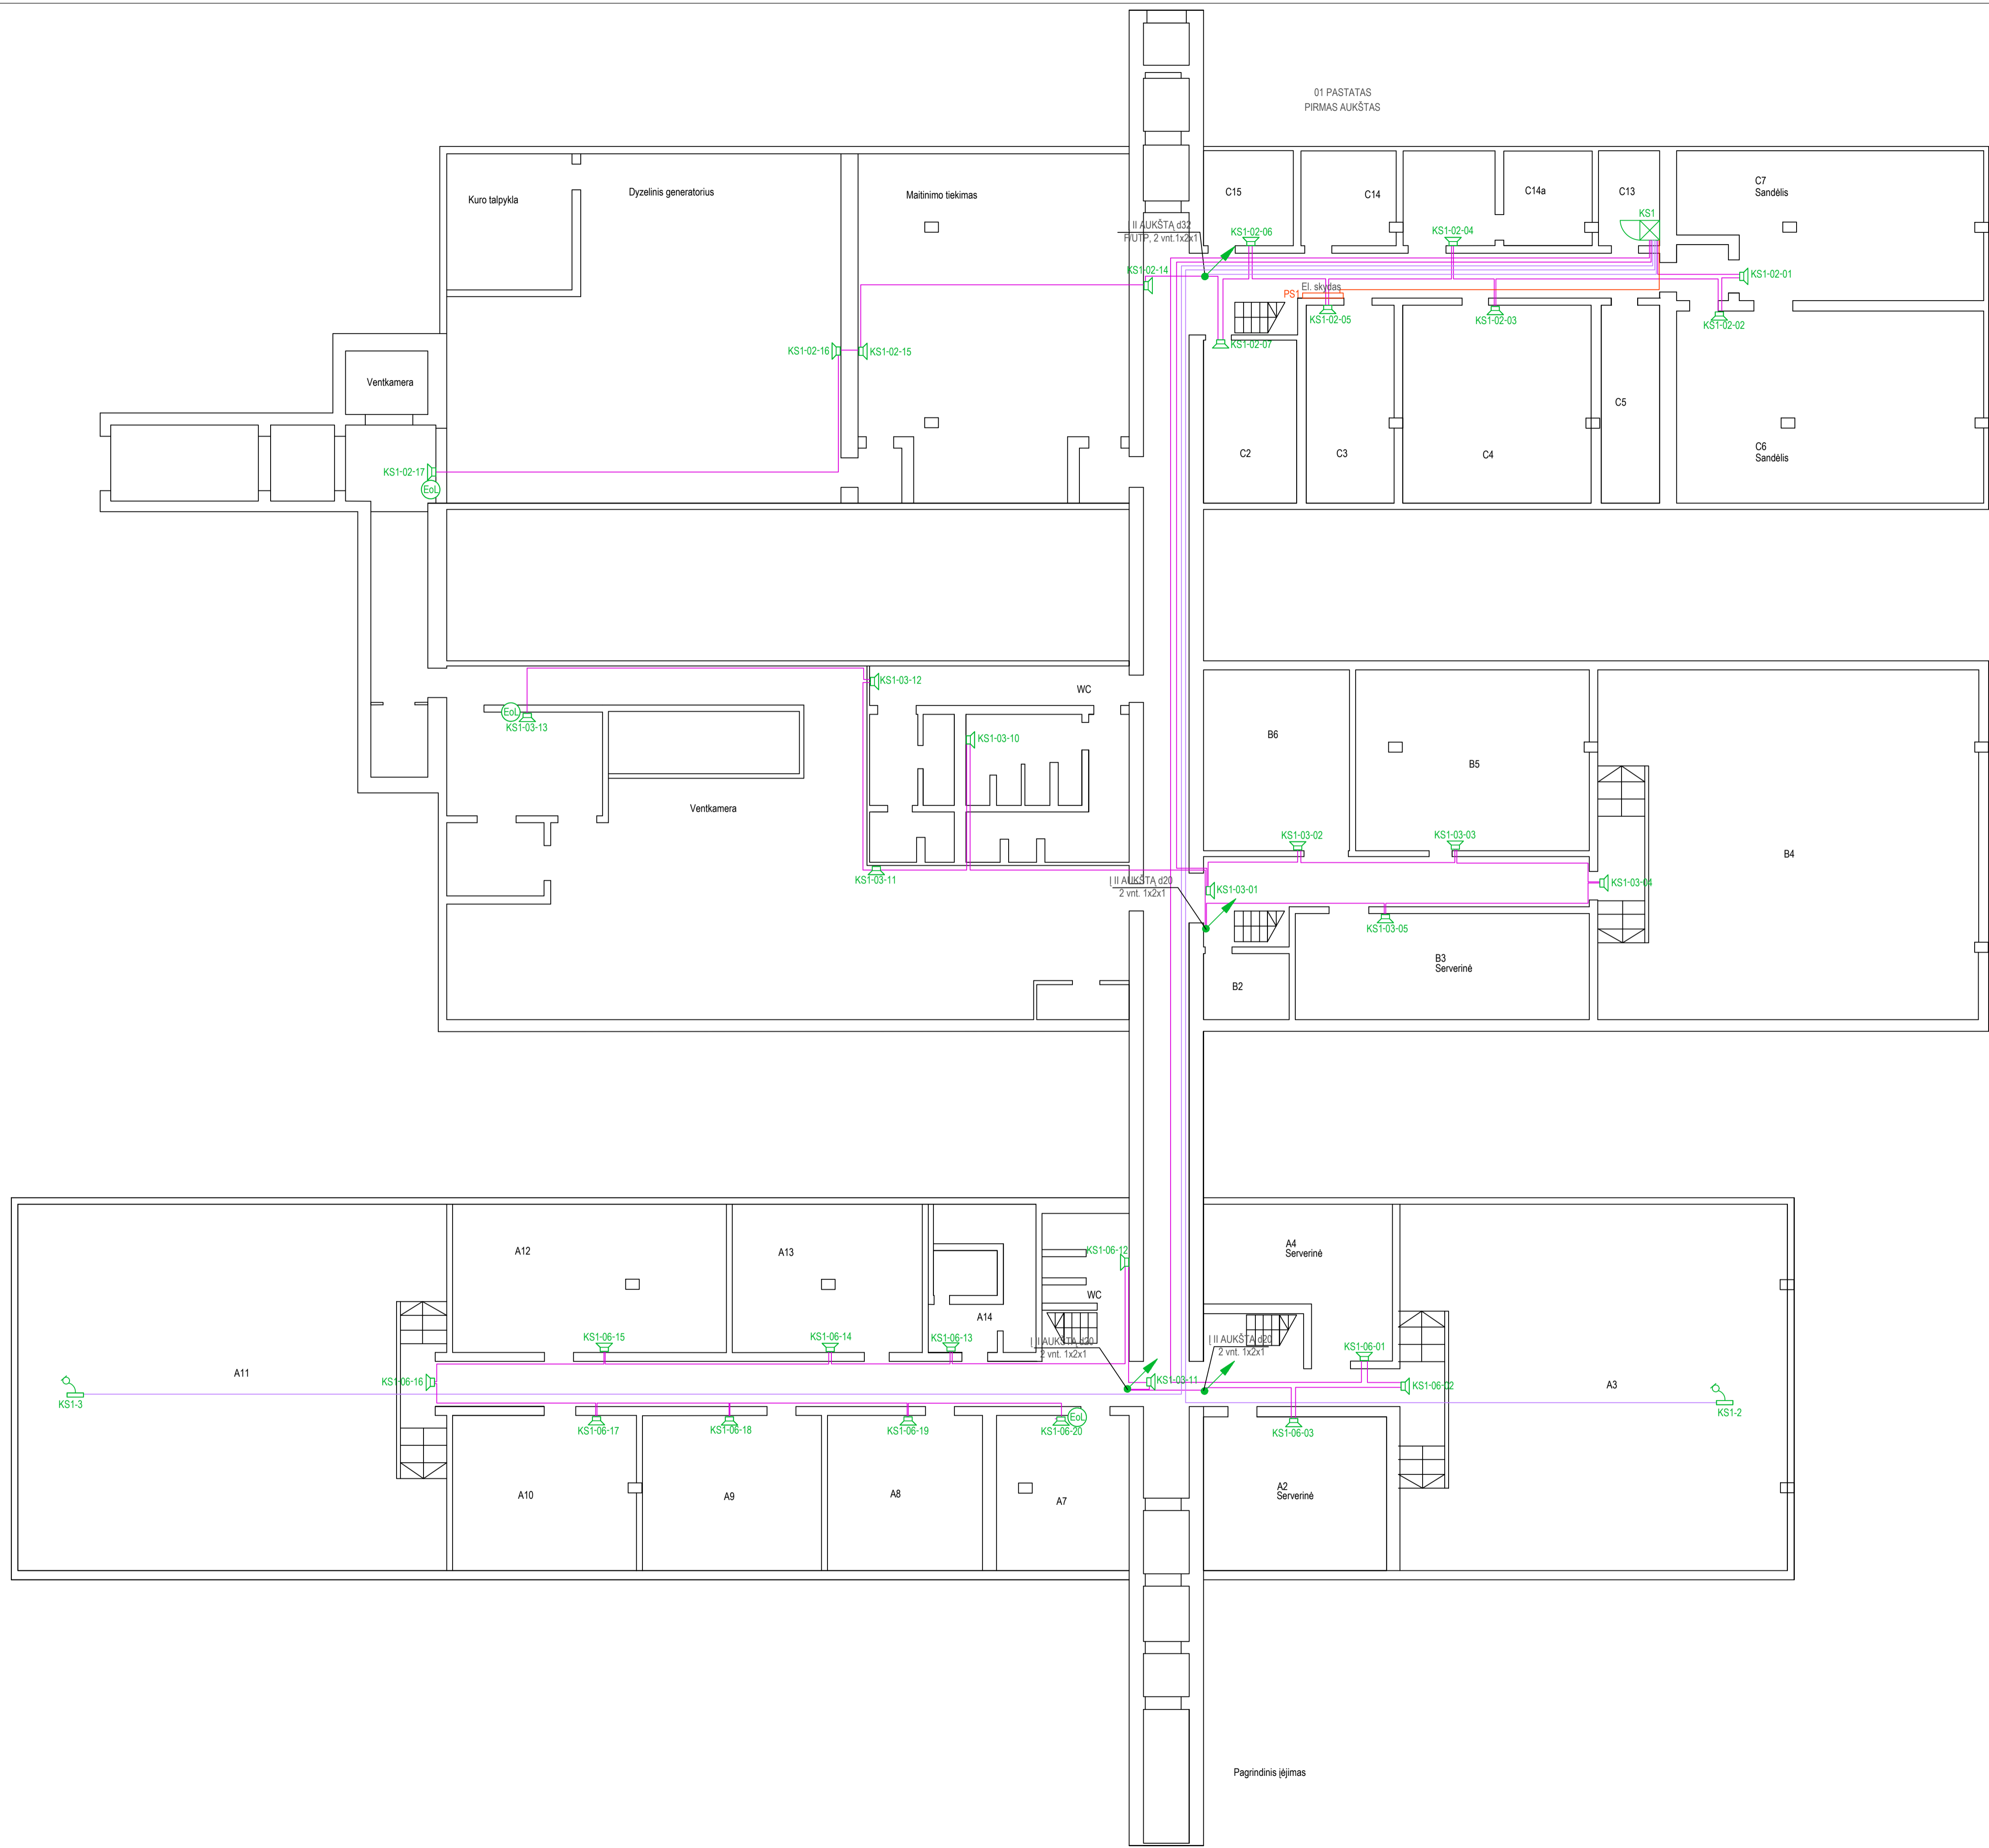 01 PASTATAS
PIRMAS AUKŠTAS
Kuro talpykla
Dyzelinis generatorius
Maitinimo tiekimas
C15
C14
C14a
C13
C7
Sandėlis
KS1
Į II AUKŠTĄ d32
F/UTP, 2 vnt.1x2x1
KS1-02-06
KS1-02-04
KS1-02-14
KS1-02-01
El. skydas
PS1
KS1-02-05
KS1-02-03
KS1-02-02
KS1-02-07
KS1-02-16
KS1-02-15
Ventkamera
C5
C2
C3
C4
C6
Sandėlis
KS1-02-17
EoL
KS1-03-12
WC
EoL
KS1-03-13
KS1-03-10
B6
B5
Ventkamera
KS1-03-02
KS1-03-03
B4
KS1-03-11
Į II AUKŠTĄ d20
2 vnt. 1x2x1
KS1-03-01
KS1-03-04
KS1-03-05
B3
Serverinė
B2
A12
A13
KS1-06-12
A4
Serverinė
WC
A14
KS1-06-15
KS1-06-14
KS1-06-13
Į II AUKŠTĄ d20
2 vnt. 1x2x1
Į II AUKŠTĄ d20
2 vnt. 1x2x1
KS1-06-01
A11
KS1-06-16
KS1-03-11
KS1-06-02
A3
KS1-3
KS1-2
KS1-06-17
KS1-06-18
KS1-06-19
KS1-06-20
EoL
KS1-06-03
A10
A9
A8
A7
A2
Serverinė
Pagrindinis įėjimas